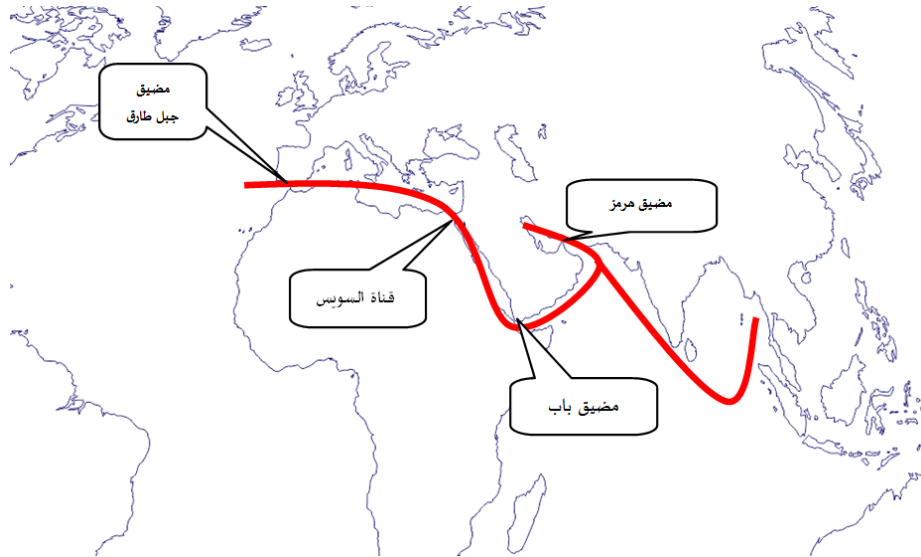 مضيق
جبل طارق
مضيق هرمز
قناة السويس
مضيق باب